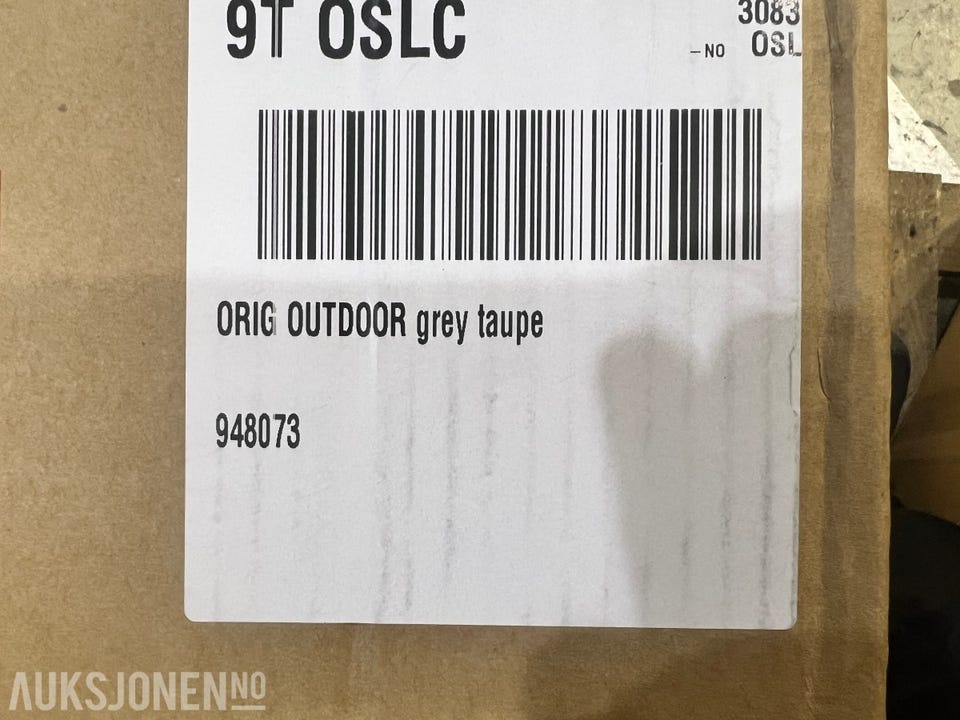 9T OSLC
3083
– NO OSL
ORIG OUTDOOR grey taupe
948073
AUKSJONEN NO